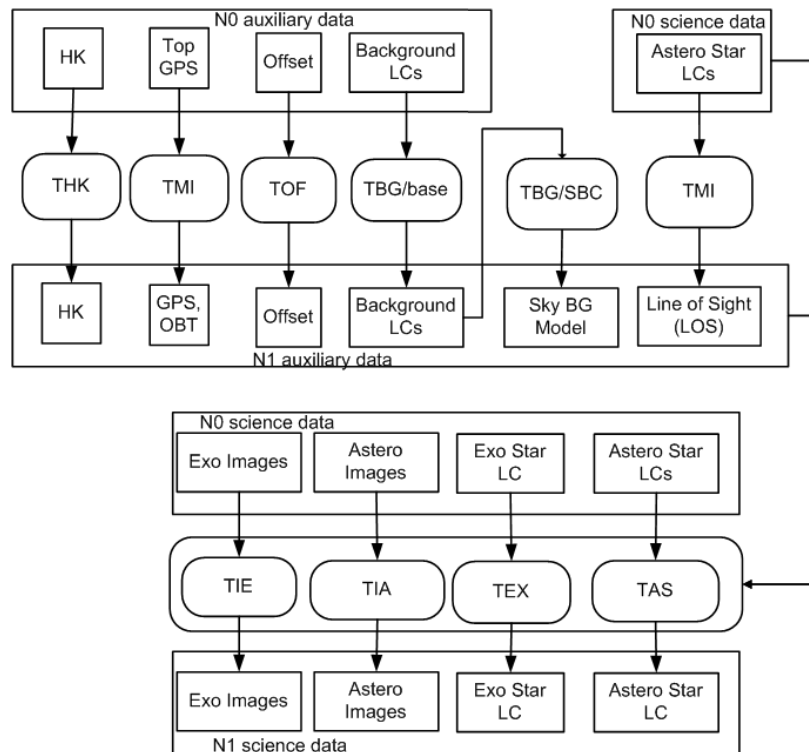 N0 auxiliary data
N0 science data
HK
Top
GPS
Offset
Background
LCs
Astero Star
LCs
THK
TMI
TOF
TBG/base
TBG/SBC
TMI
HK
GPS,
OBT
Offset
Background
LCs
Sky BG
Model
Line of Sight
(LOS)
N1 auxiliary data
N0 science data
Exo Images
Astero
Images
Exo Star
LC
Astero Star
LCs
TIE
TIA
TEX
TAS
Exo Images
Astero
Images
Exo Star
LC
Astero Star
LC
N1 science data